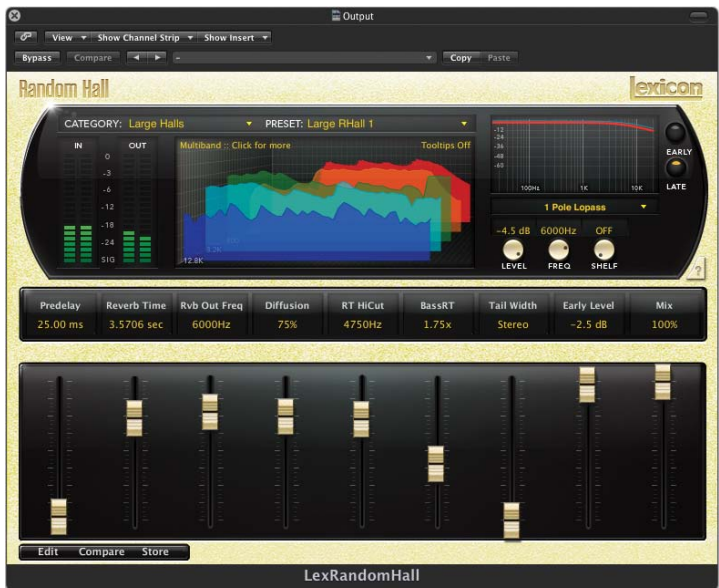 Output
View Show Channel Strip Show Insert
Bypass Compare - Copy Paste
Random Hall
lexicon
CATEGORY: Large Halls PRESET: Large RHall 1
IN OUT
0
-3
-6
-12
-18
-24
SIG
Multiband :: Click for more Tooltips Off
-12.8K
-12
-24
-36
-48
-60
100Hz 1K 10K
EARLY
LATE
1 Pole Lopass
-4.5 dB 6000Hz OFF
LEVEL FREQ SHELF
?
Predelay Reverb Time Rvb Out Freq Diffusion RT HiCut BassRT Tail Width Early Level Mix
25.00 ms 3.5706 sec 6000Hz 75% 4750Hz 1.75x Stereo -2.5 dB 100%
Edit Compare Store
LexRandomHall